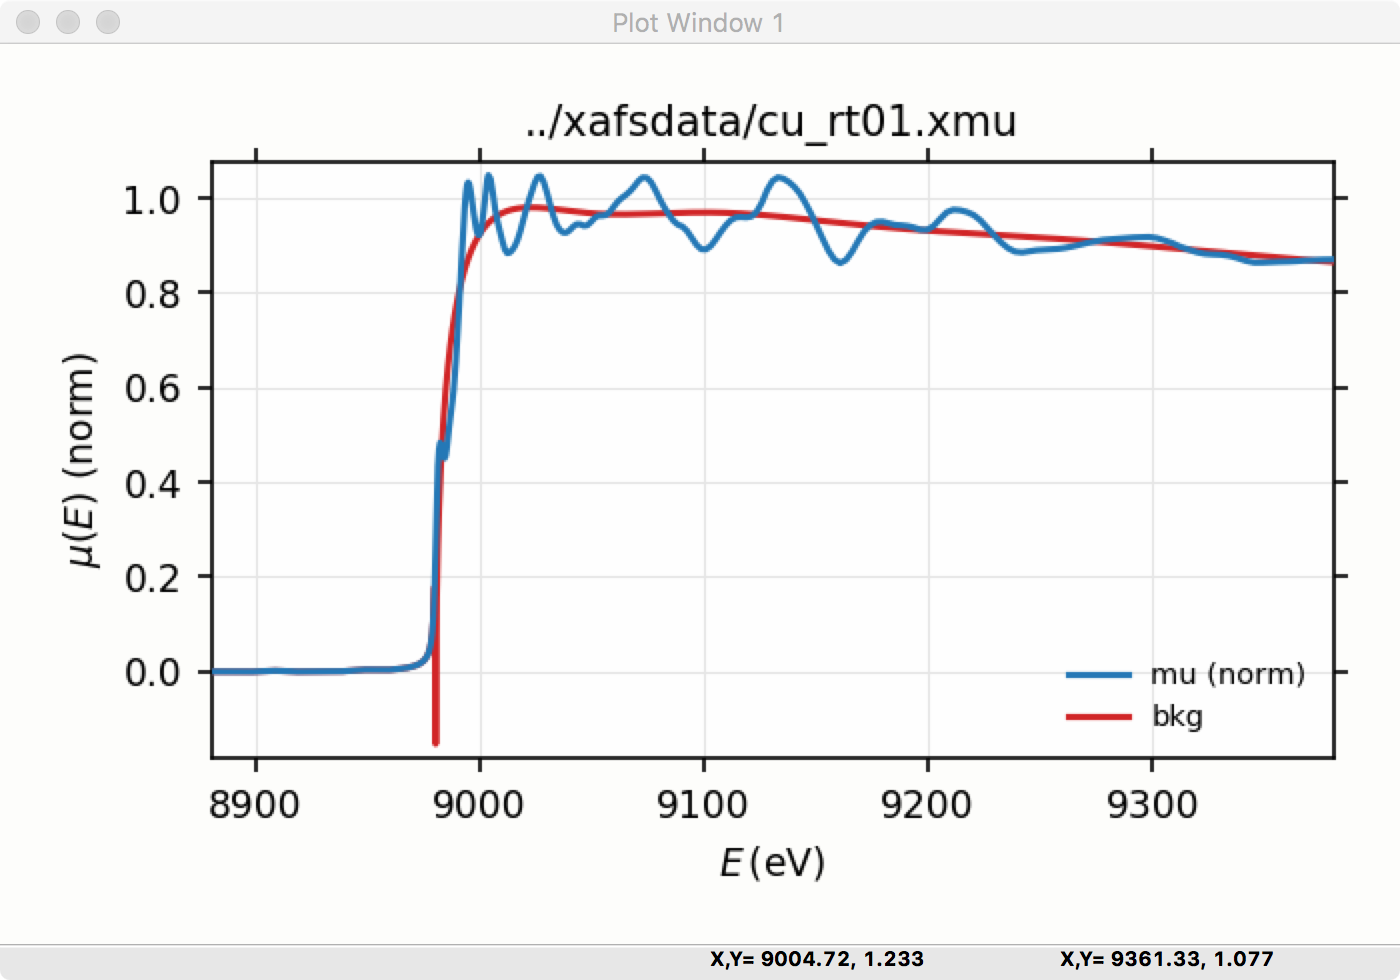 Plot Window 1
../xafsdata/cu_rt01.xmu
1.0
0.8
0.6
0.4
0.2
0.0
μ(E) (norm)
mu (norm)
bkg
8900 9000 9100 9200 9300
E (eV)
X,Y= 9004.72, 1.233 X,Y= 9361.33, 1.077